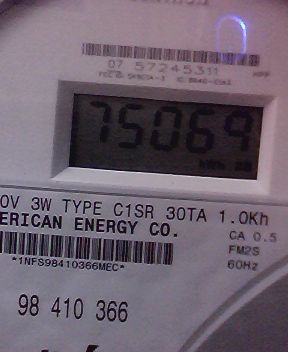 07 57245311
75069
0V 3W TYPE C1SR 30TA 1.0Kh
ERICAN ENERGY CO.
CA 0.5
FM2S
60Hz
*1NFS98410366MEC*
98 410 366